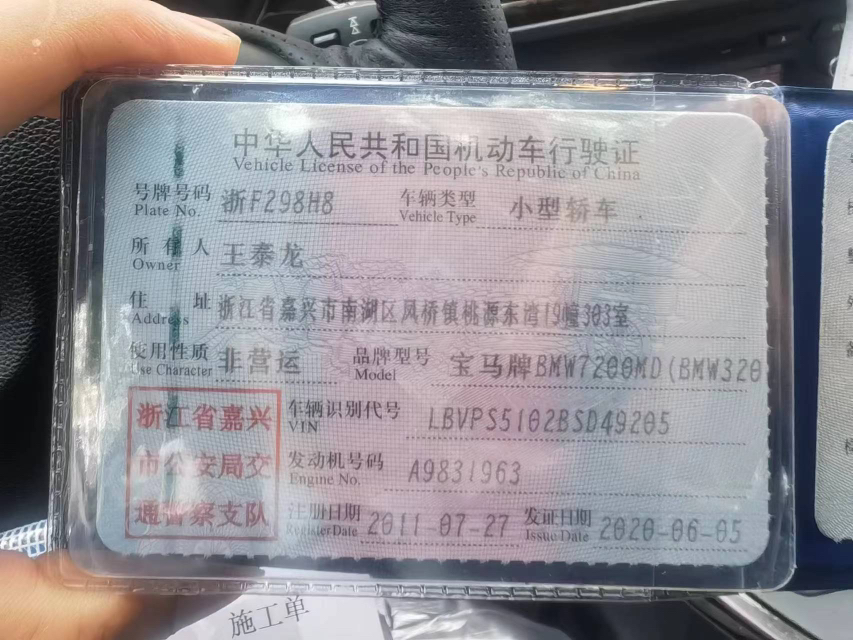 中华人民共和国机动车行驶证
Vehicle License of the People's Republic of China
号牌号码 浙F298H8 车辆类型 小型轿车
Plate No. Vehicle Type
所有人 王泰龙
Owner
住址 浙江省嘉兴市南湖区凤桥镇桃源东湾19幢303室
Address
使用性质 非营运 品牌型号 宝马牌BMW7200MD(BMW320
Use Character Model
浙江省嘉兴 车辆识别代号 LBVPS5102BSD49205
VIN
市公安局交 发动机号码 A9831963
Engine No.
通警察支队 注册日期 2011-07-27 发证日期 2020-06-05
Register Date Issue Date
施工单